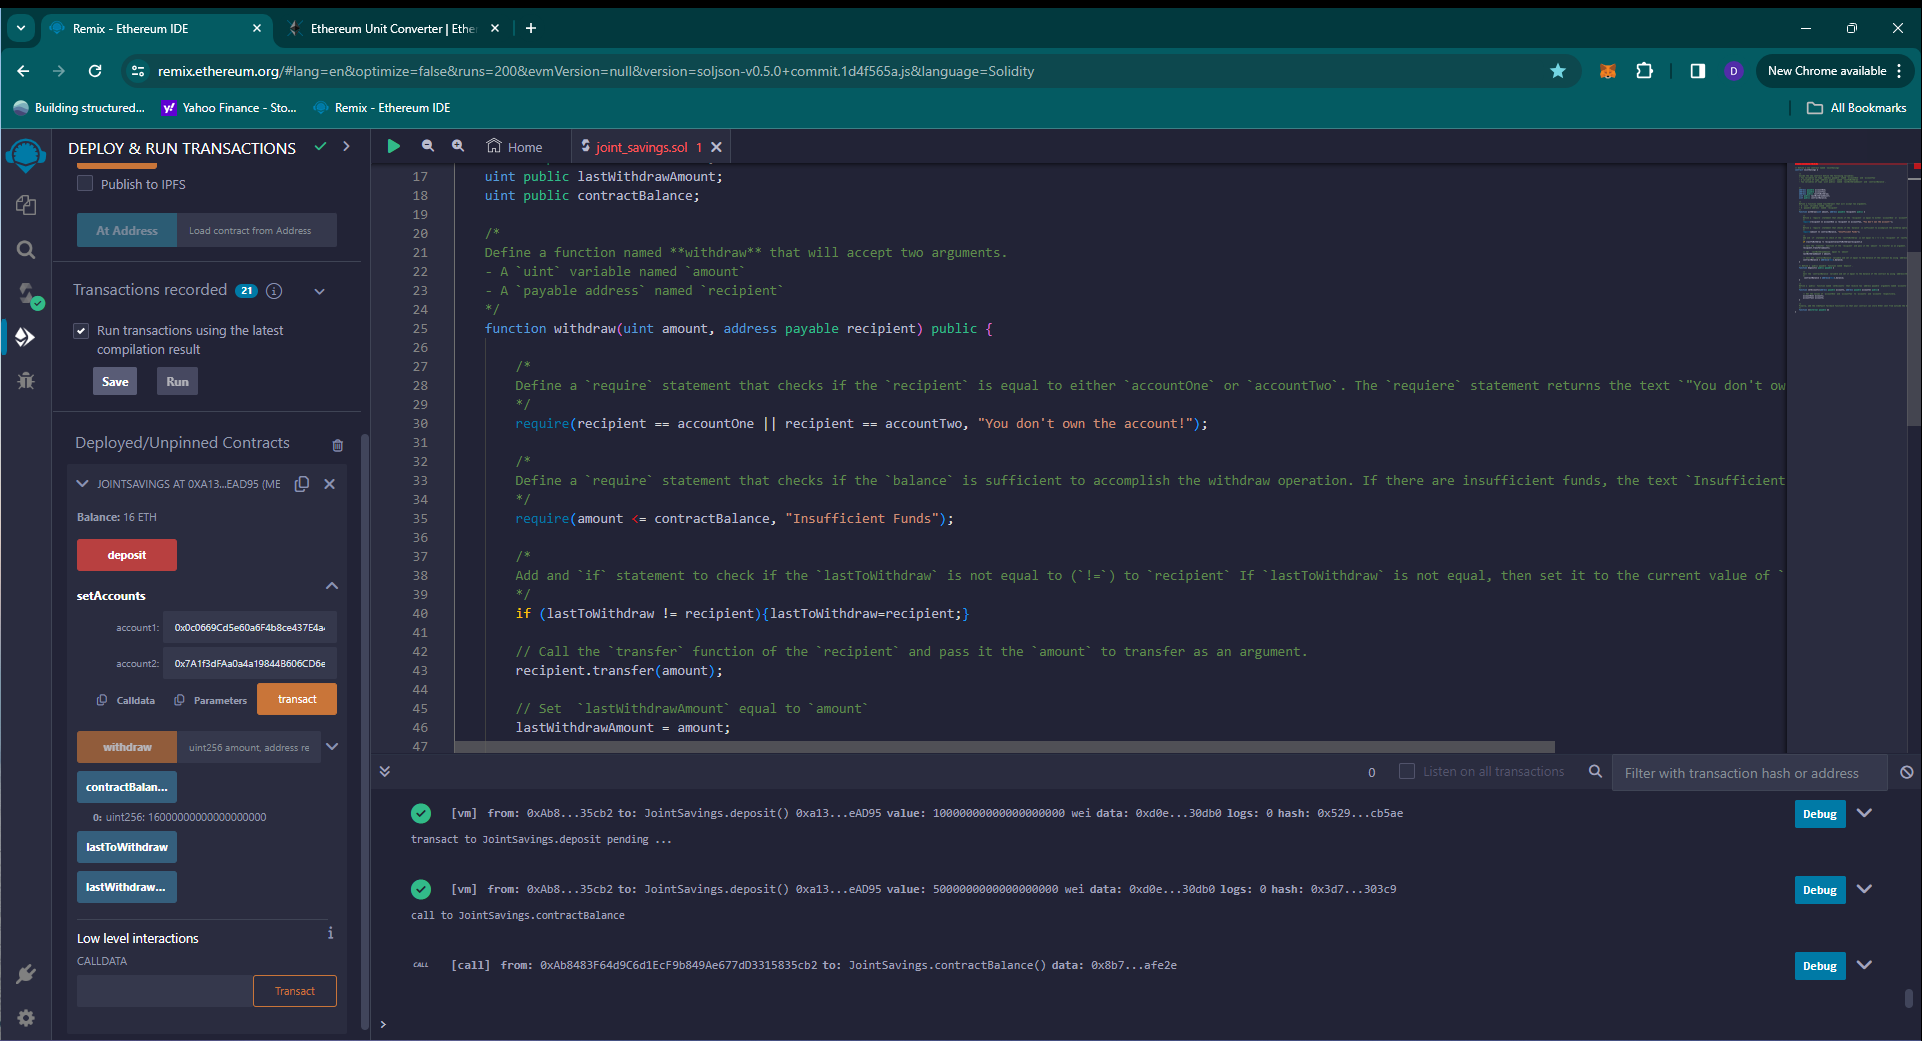 Remix - Ethereum IDE
Ethereum Unit Converter | Ether
remix.ethereum.org/#lang=en&optimize=false&runs=200&evmVersion=null&version=soljson-v0.5.0+commit.1d4f565a.js&language=Solidity
D
New Chrome available
Building structured...
Yahoo Finance - Sto...
Remix - Ethereum IDE
All Bookmarks
DEPLOY & RUN TRANSACTIONS
Publish to IPFS
At Address
Load contract from Address
Transactions recorded 21 i
Run transactions using the latest
compilation result
Save
Run
Deployed/Unpinned Contracts
JOINTSAVINGS AT 0XA13...EAD95 (ME
Balance: 16 ETH
deposit
setAccounts
account1: 0x0c0669Cd5e60a6F4b8ce437E4a
account2: 0x7A1f3dFAa0a4a19844B606CD6e
Calldata
Parameters
transact
withdraw
uint256 amount, address re
contractBalan...
0: uint256: 16000000000000000000
lastToWithdraw
lastWithdraw...
Low level interactions
i
CALLDATA
Transact
Home
joint_savings.sol 1
17 uint public lastWithdrawAmount;
18 uint public contractBalance;
19
20 /*
21 Define a function named **withdraw** that will accept two arguments.
22 - A `uint` variable named `amount`
23 - A `payable address` named `recipient`
24 */
25 function withdraw(uint amount, address payable recipient) public {
26
27 /*
28 Define a `require` statement that checks if the `recipient` is equal to either `accountOne` or `accountTwo`. The `requiere` statement returns the text `"You don't ow
29 */
30 require(recipient == accountOne || recipient == accountTwo, "You don't own the account!");
31
32 /*
33 Define a `require` statement that checks if the `balance` is sufficient to accomplish the withdraw operation. If there are insufficient funds, the text `Insufficient
34 */
35 require(amount <= contractBalance, "Insufficient Funds");
36
37 /*
38 Add and `if` statement to check if the `lastToWithdraw` is not equal to (`!=`) to `recipient` If `lastToWithdraw` is not equal, then set it to the current value of `
39 */
40 if (lastToWithdraw != recipient){lastToWithdraw=recipient;}
41
42 // Call the `transfer` function of the `recipient` and pass it the `amount` to transfer as an argument.
43 recipient.transfer(amount);
44
45 // Set  `lastWithdrawAmount` equal to `amount`
46 lastWithdrawAmount = amount;
47
0
Listen on all transactions
Filter with transaction hash or address
[vm] from: 0xAb8...35cb2 to: JointSavings.deposit() 0xa13...eAD95 value: 10000000000000000000 wei data: 0xd0e...30db0 logs: 0 hash: 0x529...cb5ae
Debug
transact to JointSavings.deposit pending ...
[vm] from: 0xAb8...35cb2 to: JointSavings.deposit() 0xa13...eAD95 value: 5000000000000000000 wei data: 0xd0e...30db0 logs: 0 hash: 0x3d7...303c9
Debug
call to JointSavings.contractBalance
CALL [call] from: 0xAb8483F64d9C6d1EcF9b849Ae677dD3315835cb2 to: JointSavings.contractBalance() data: 0x8b7...afe2e
Debug
>